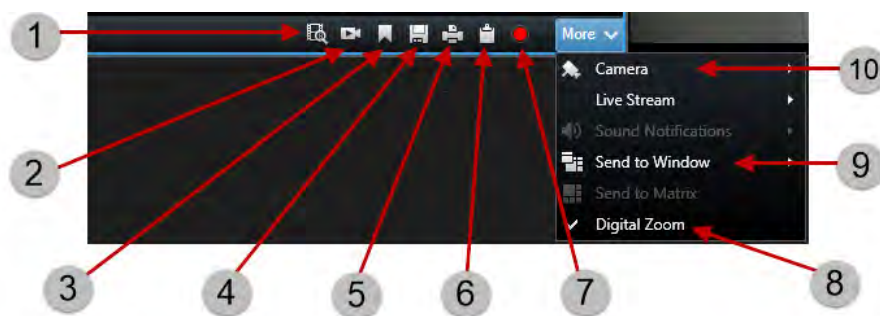 1
More
Camera
10
Live Stream
Sound Notifications
2
Send to Window
9
Send to Matrix
Digital Zoom
3
4
5
6
7
8